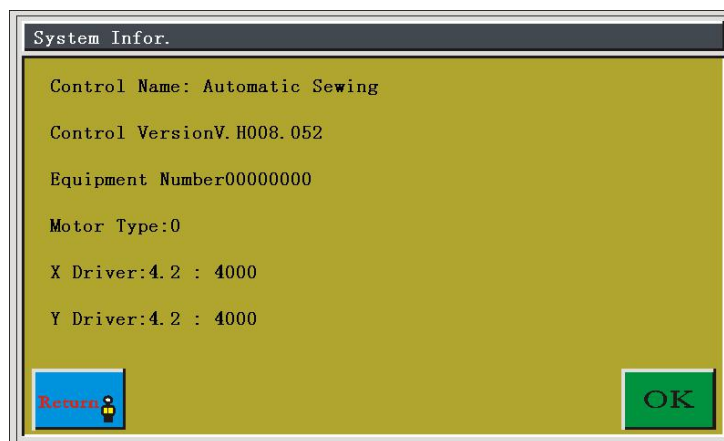 System Infor.
Control Name: Automatic Sewing
Control VersionV.H008.052
Equipment Number00000000
Motor Type:0
X Driver:4.2 : 4000
Y Driver:4.2 : 4000
Return
OK